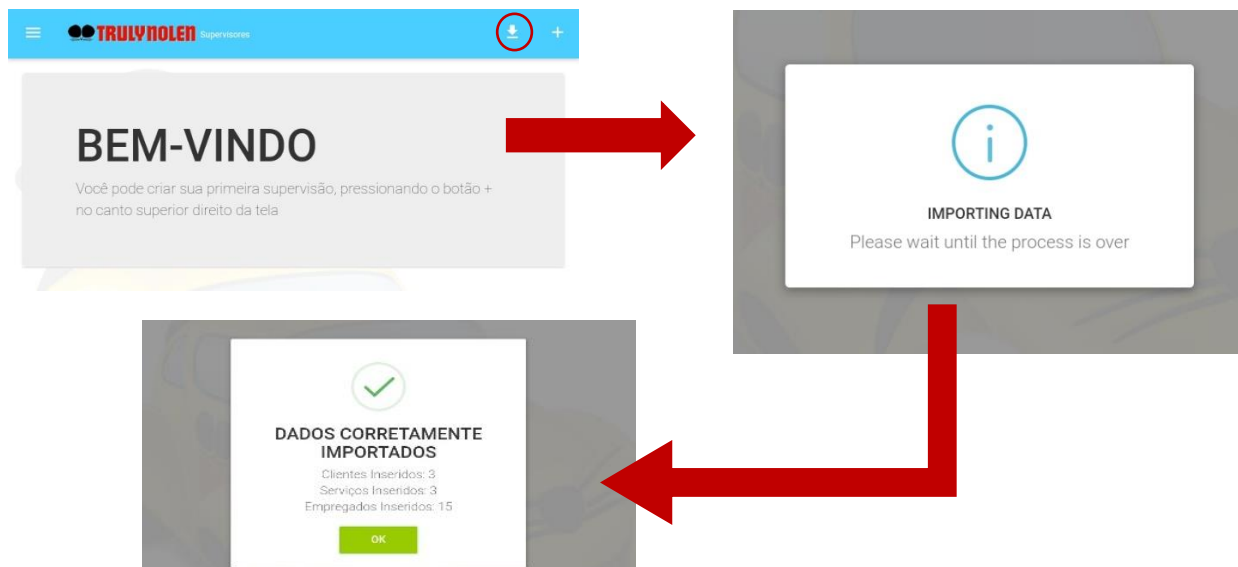 TRULY NOLEN Supervisores
BEM-VINDO
Você pode criar sua primeira supervisão, pressionando o botão +
no canto superior direito da tela
IMPORTING DATA
Please wait until the process is over
DADOS CORRETAMENTE
IMPORTADOS
Clientes Inseridos: 3
Serviços Inseridos: 3
Empregados Inseridos: 15
OK